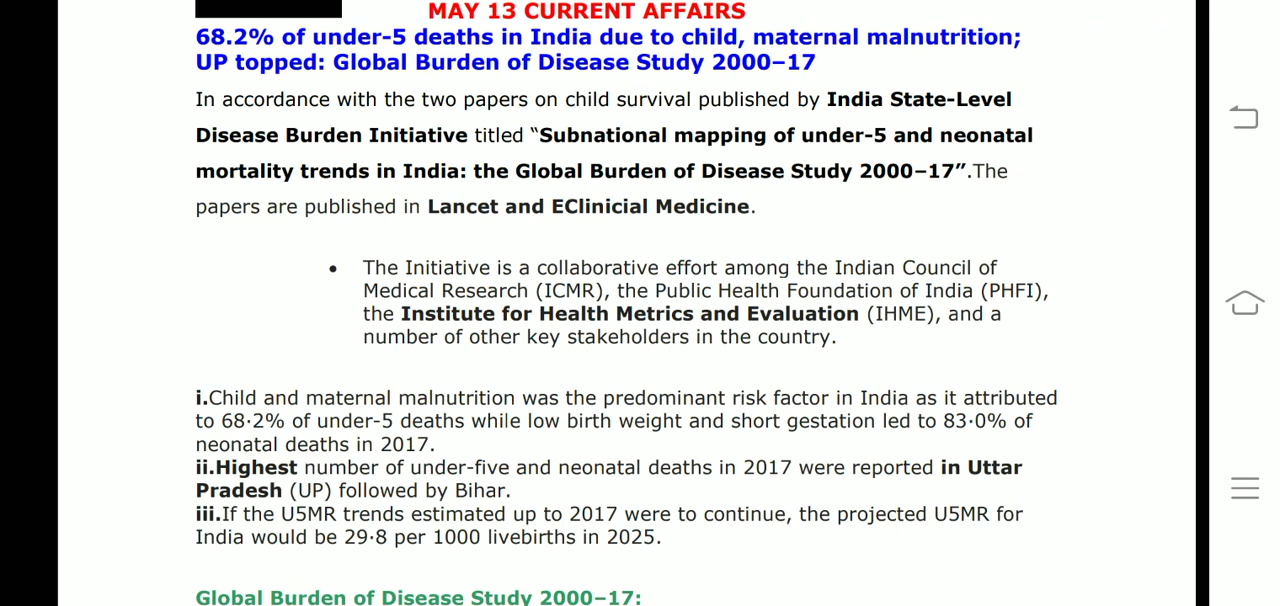 MAY 13 CURRENT AFFAIRS
68.2% of under-5 deaths in India due to child, maternal malnutrition;
UP topped: Global Burden of Disease Study 2000–17
In accordance with the two papers on child survival published by India State-Level
Disease Burden Initiative titled “Subnational mapping of under-5 and neonatal
mortality trends in India: the Global Burden of Disease Study 2000–17”.The
papers are published in Lancet and EClinicial Medicine.
• The Initiative is a collaborative effort among the Indian Council of
Medical Research (ICMR), the Public Health Foundation of India (PHFI),
the Institute for Health Metrics and Evaluation (IHME), and a
number of other key stakeholders in the country.
i.Child and maternal malnutrition was the predominant risk factor in India as it attributed
to 68·2% of under-5 deaths while low birth weight and short gestation led to 83·0% of
neonatal deaths in 2017.
ii.Highest number of under-five and neonatal deaths in 2017 were reported in Uttar
Pradesh (UP) followed by Bihar.
iii.If the U5MR trends estimated up to 2017 were to continue, the projected U5MR for
India would be 29·8 per 1000 livebirths in 2025.
Global Burden of Disease Study 2000–17: